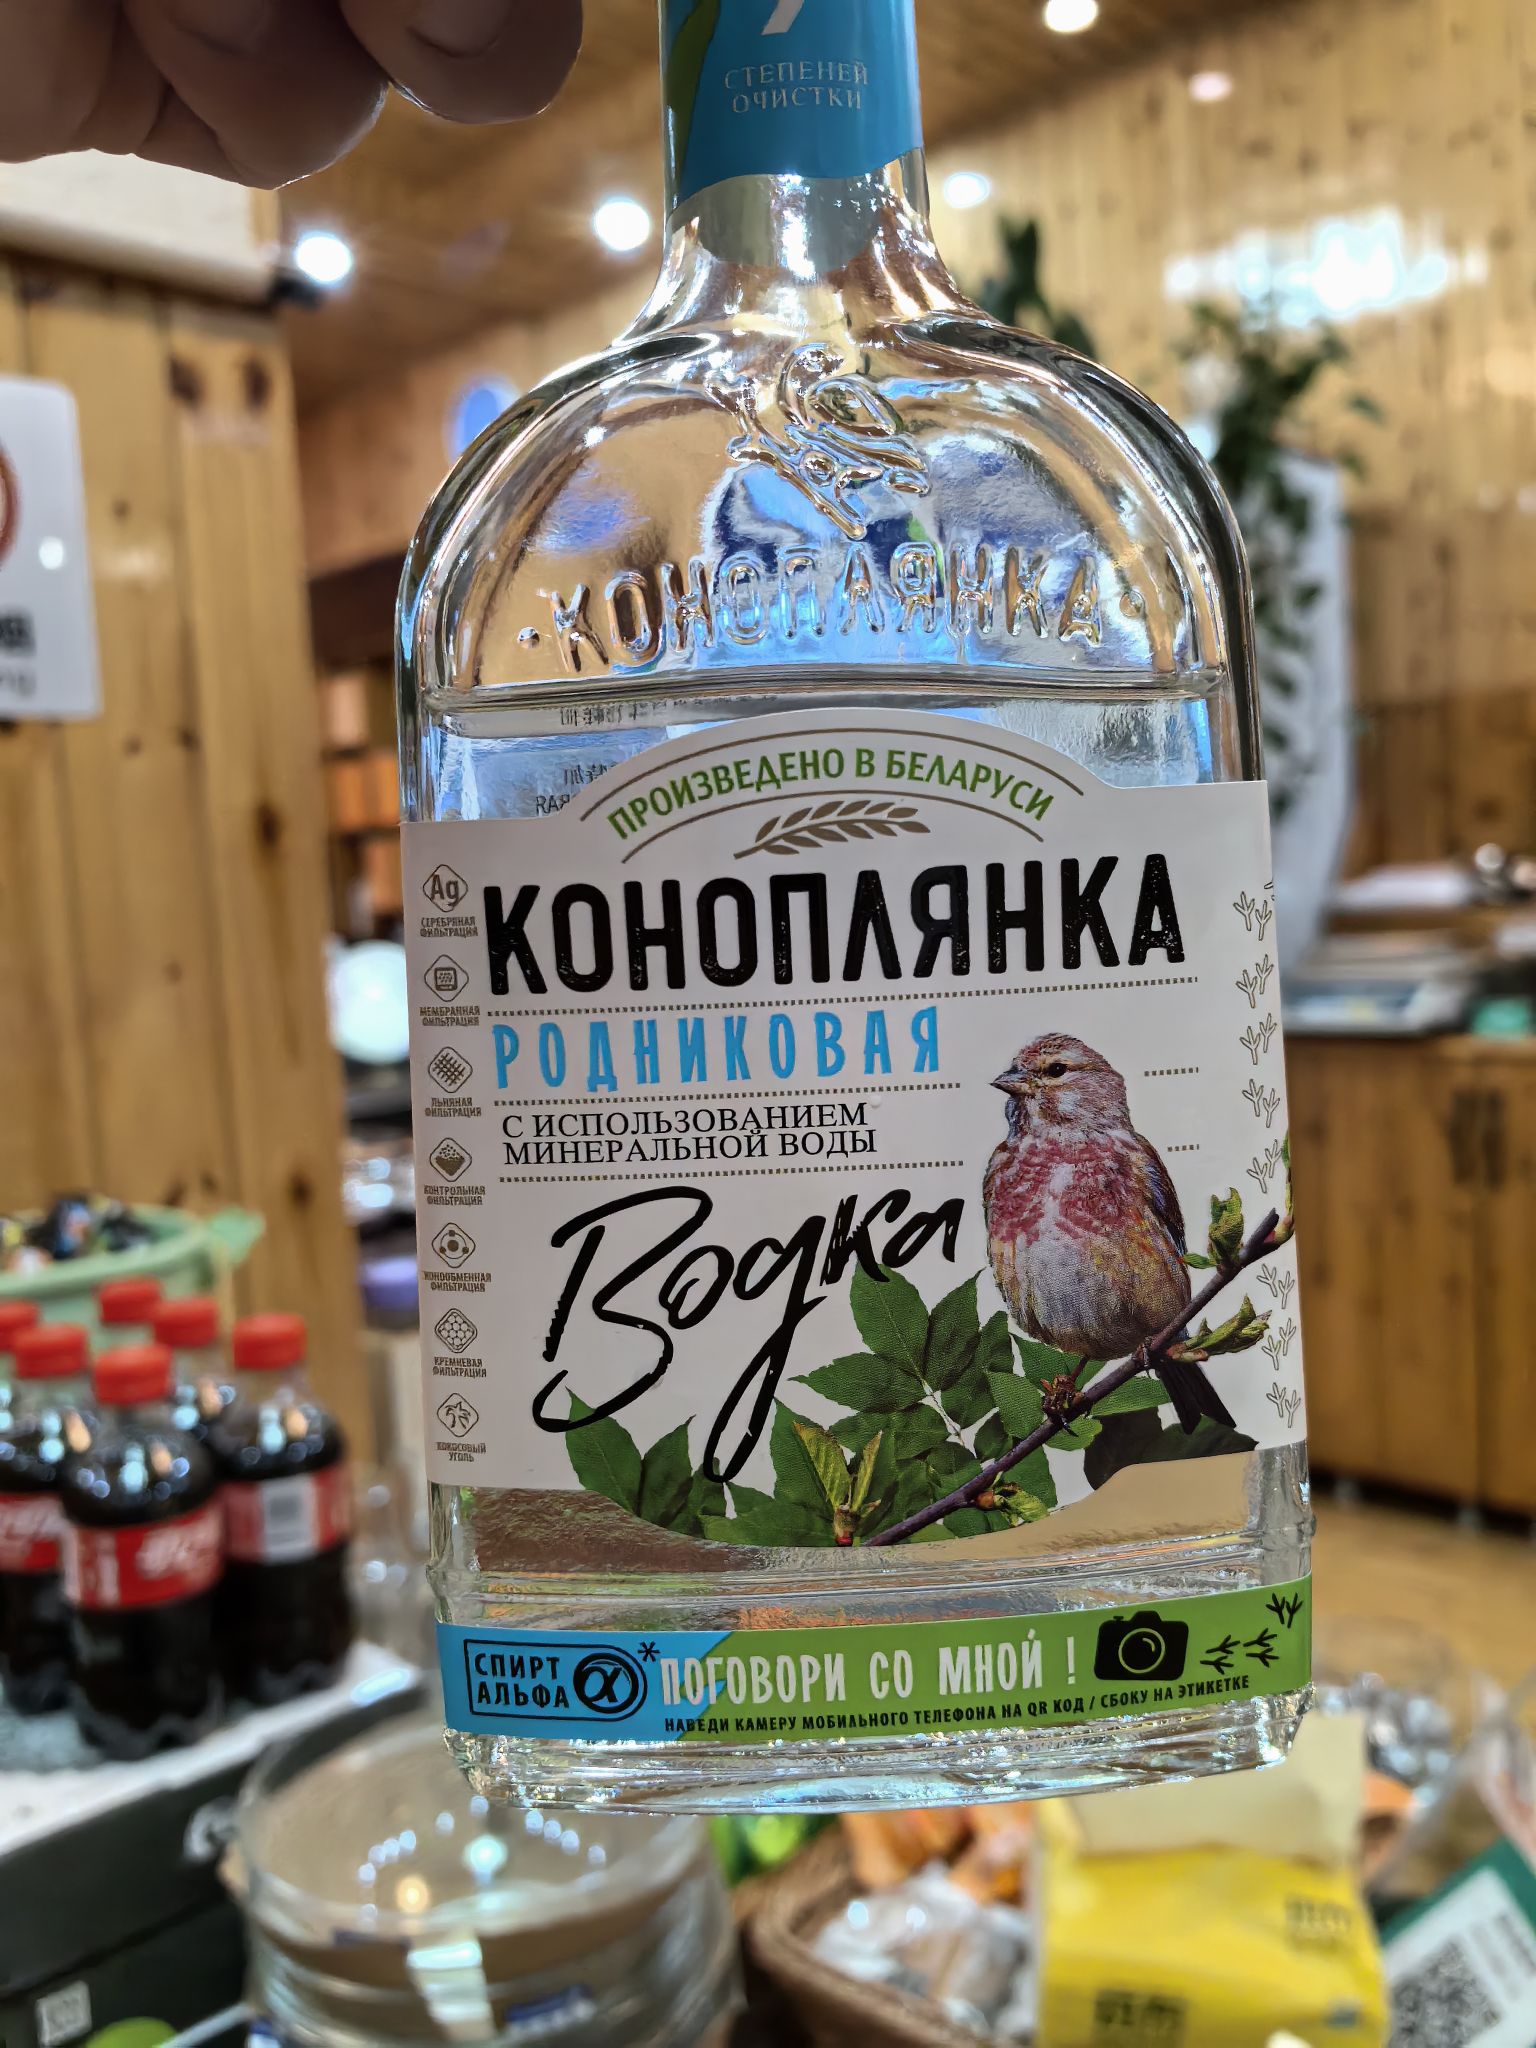 7
СТЕПЕНЕЙ
ОЧИСТКИ
КОНОПЛЯНКА
ПРОИЗВЕДЕНО В БЕЛАРУСИ
КОНОПЛЯНКА
РОДНИКОВАЯ
С ИСПОЛЬЗОВАНИЕМ
МИНЕРАЛЬНОЙ ВОДЫ
Водка
Ag
СЕРЕБРЯНАЯ
ФИЛЬТРАЦИЯ
МЕМБРАННАЯ
ФИЛЬТРАЦИЯ
ЛЬНЯНАЯ
ФИЛЬТРАЦИЯ
КОНТРОЛЬНАЯ
ФИЛЬТРАЦИЯ
ИОНООБМЕННАЯ
ФИЛЬТРАЦИЯ
КРЕМНЕВАЯ
ФИЛЬТРАЦИЯ
КОКОСОВЫЙ
УГОЛЬ
СПИРТ
АЛЬФА α*
ПОГОВОРИ СО МНОЙ !
НАВЕДИ КАМЕРУ МОБИЛЬНОГО ТЕЛЕФОНА НА QR КОД / СБОКУ НА ЭТИКЕТКЕ